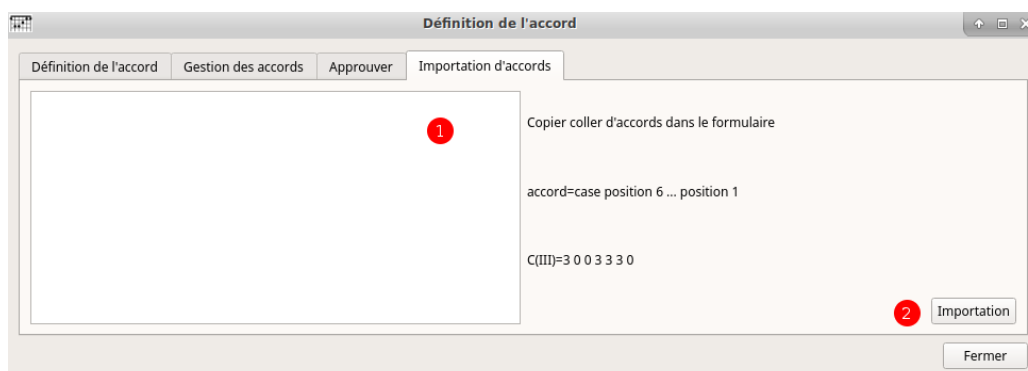 Définition de l'accord
Définition de l'accord Gestion des accords Approuver Importation d'accords
1
Copier coller d'accords dans le formulaire
accord=case position 6 ... position 1
C(III)=3 0 0 3 3 3 0
2 Importation
Fermer